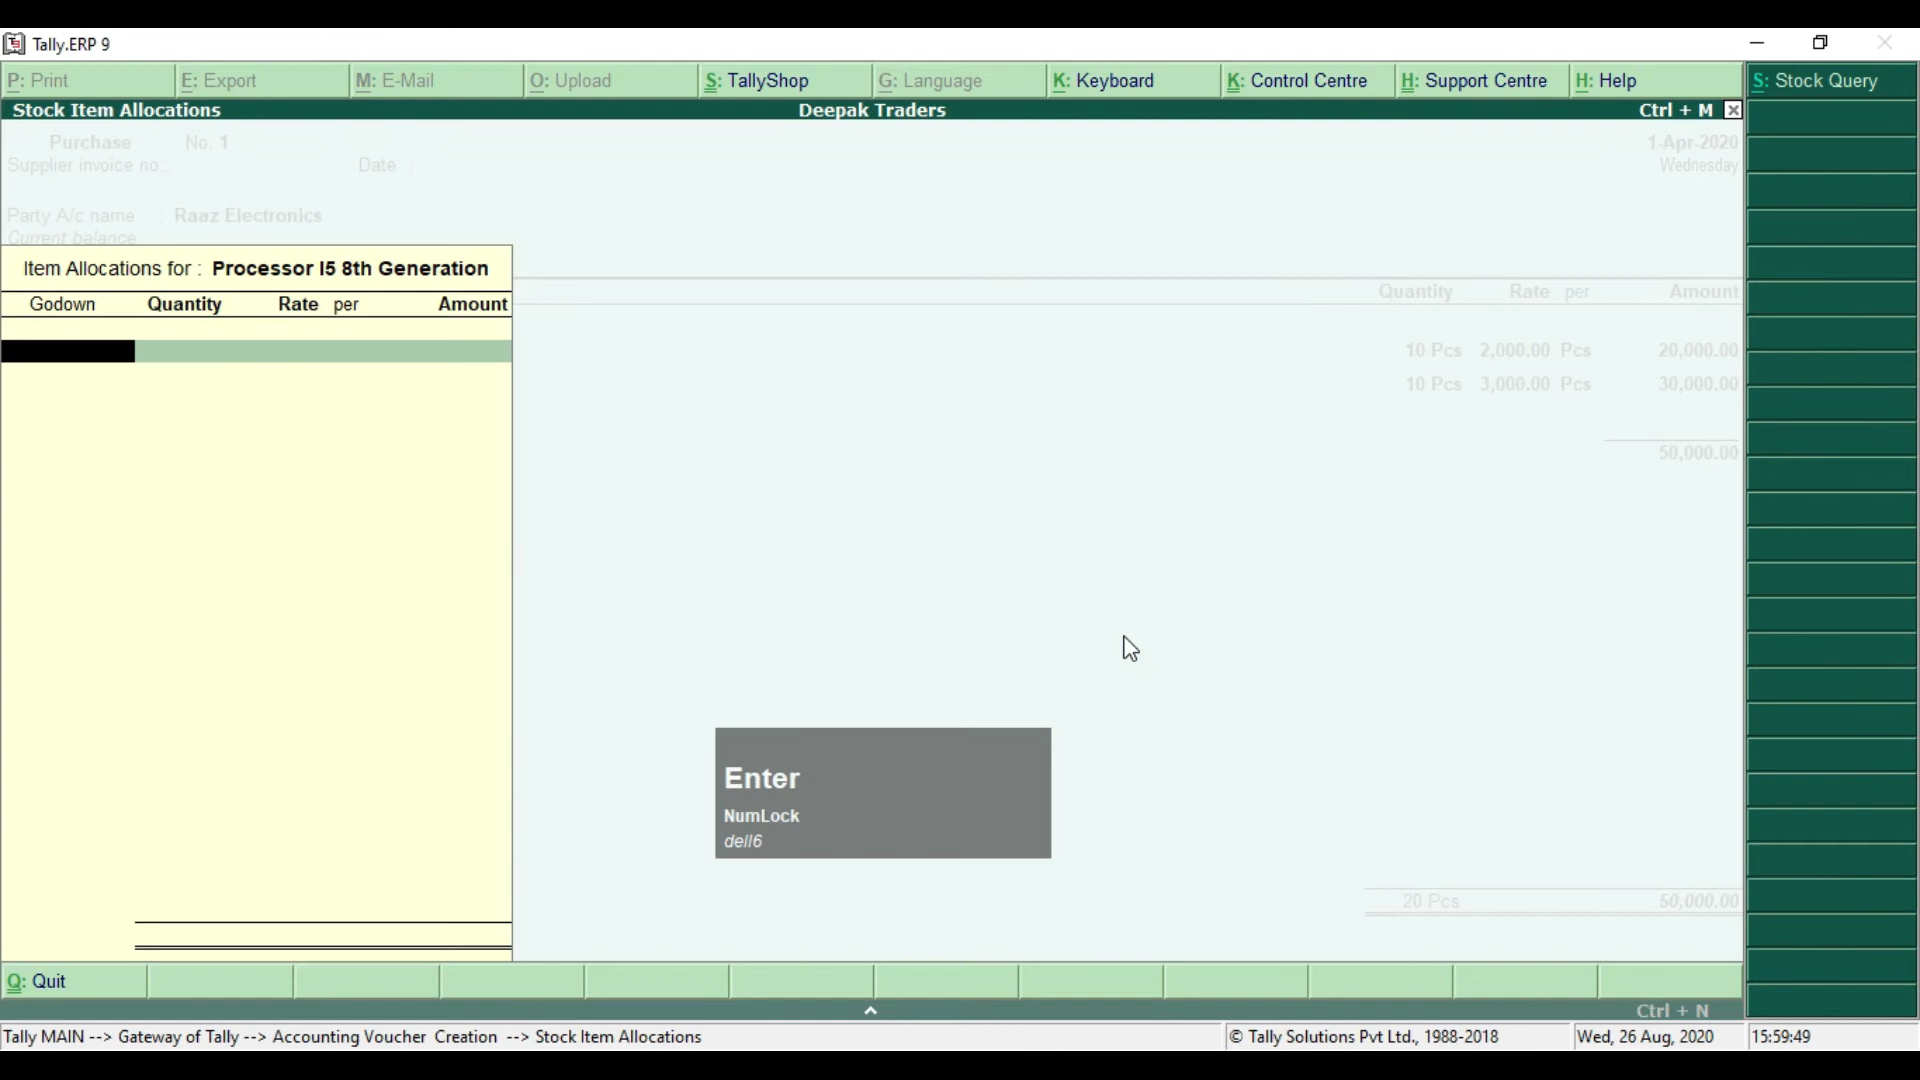 Tally.ERP 9
P: Print E: Export M: E-Mail O: Upload S: TallyShop G: Language K: Keyboard K: Control Centre H: Support Centre H: Help S: Stock Query
Stock Item Allocations Deepak Traders Ctrl + M
Purchase No. 1 1-Apr-2020
Supplier invoice no.: Date : Wednesday
Party A/c name : Raaz Electronics
Current balance :
Item Allocations for : Processor I5 8th Generation
Quantity Rate per Amount
Godown Quantity Rate per Amount
10 Pcs 2,000.00 Pcs 20,000.00
10 Pcs 3,000.00 Pcs 30,000.00
50,000.00
Enter
NumLock
dell6
20 Pcs 50,000.00
Q: Quit
Ctrl + N
Tally MAIN --> Gateway of Tally --> Accounting Voucher Creation --> Stock Item Allocations © Tally Solutions Pvt Ltd., 1988-2018 Wed, 26 Aug, 2020 15:59:49